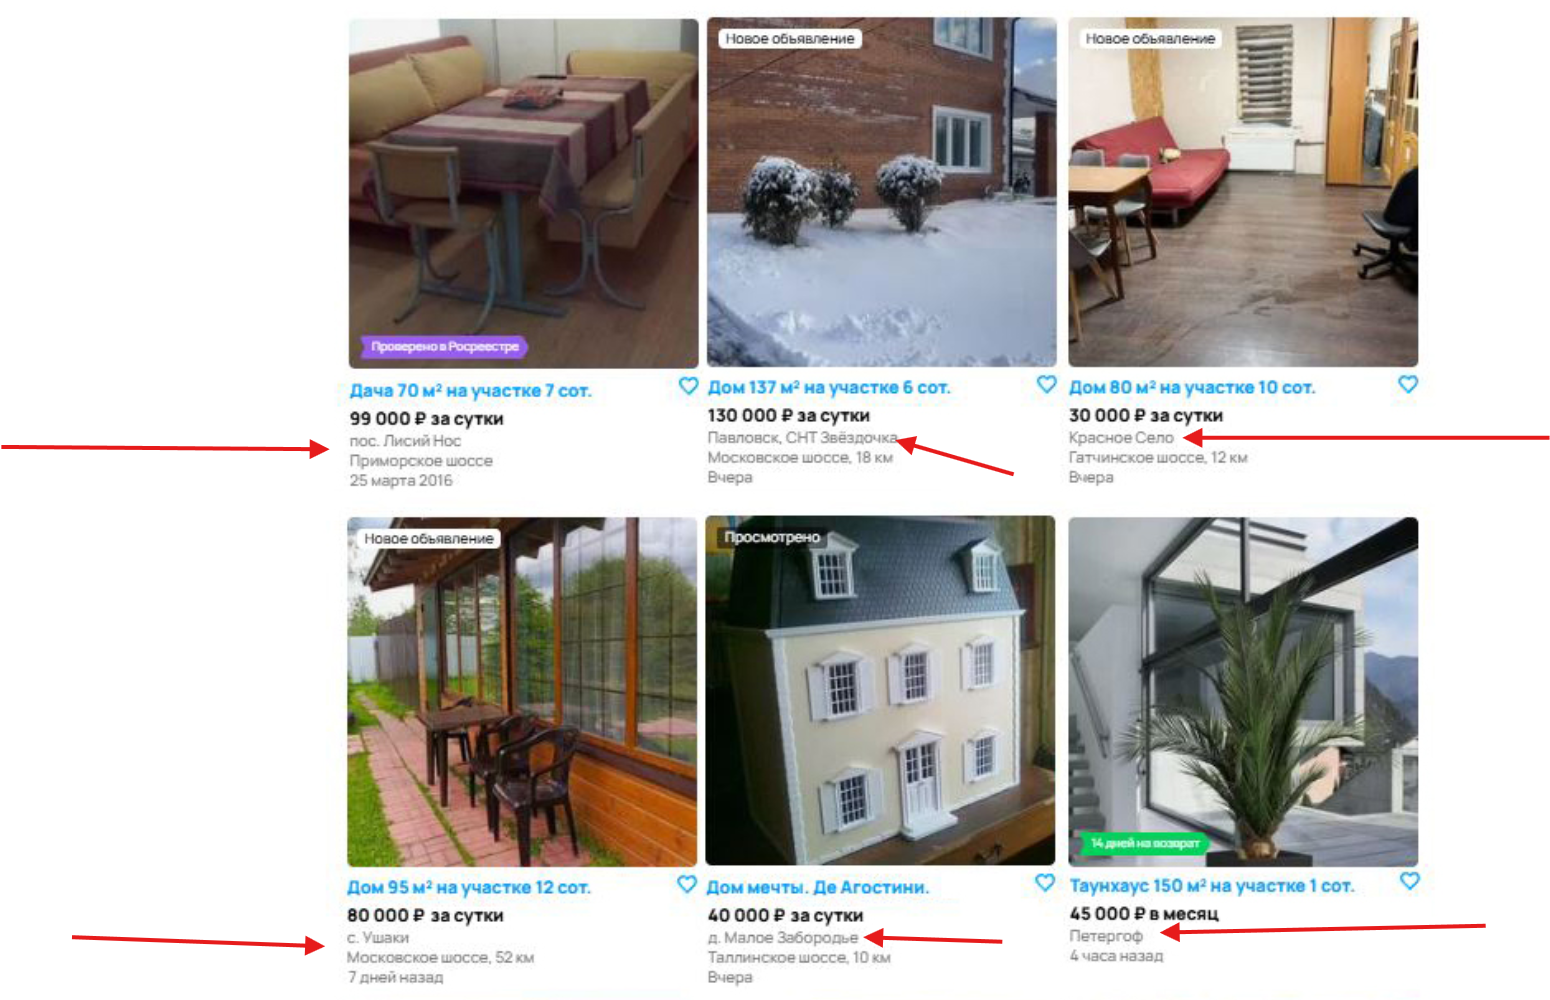 Проверено в Росреестре
Дача 70 м² на участке 7 сот.
99 000 ₽ за сутки
пос. Лисий Нос
Приморское шоссе
25 марта 2016
Новое объявление
Дом 137 м² на участке 6 сот.
130 000 ₽ за сутки
Павловск, СНТ Звёздочка
Московское шоссе, 18 км
Вчера
Новое объявление
Дом 80 м² на участке 10 сот.
30 000 ₽ за сутки
Красное Село
Гатчинское шоссе, 12 км
Вчера
Новое объявление
Дом 95 м² на участке 12 сот.
80 000 ₽ за сутки
с. Ушаки
Московское шоссе, 52 км
7 дней назад
Просмотрено
Дом мечты. Де Агостини.
40 000 ₽ за сутки
д. Малое Забородье
Таллинское шоссе, 10 км
Вчера
14 дней на возврат
Таунхаус 150 м² на участке 1 сот.
45 000 ₽ в месяц
Петергоф
4 часа назад